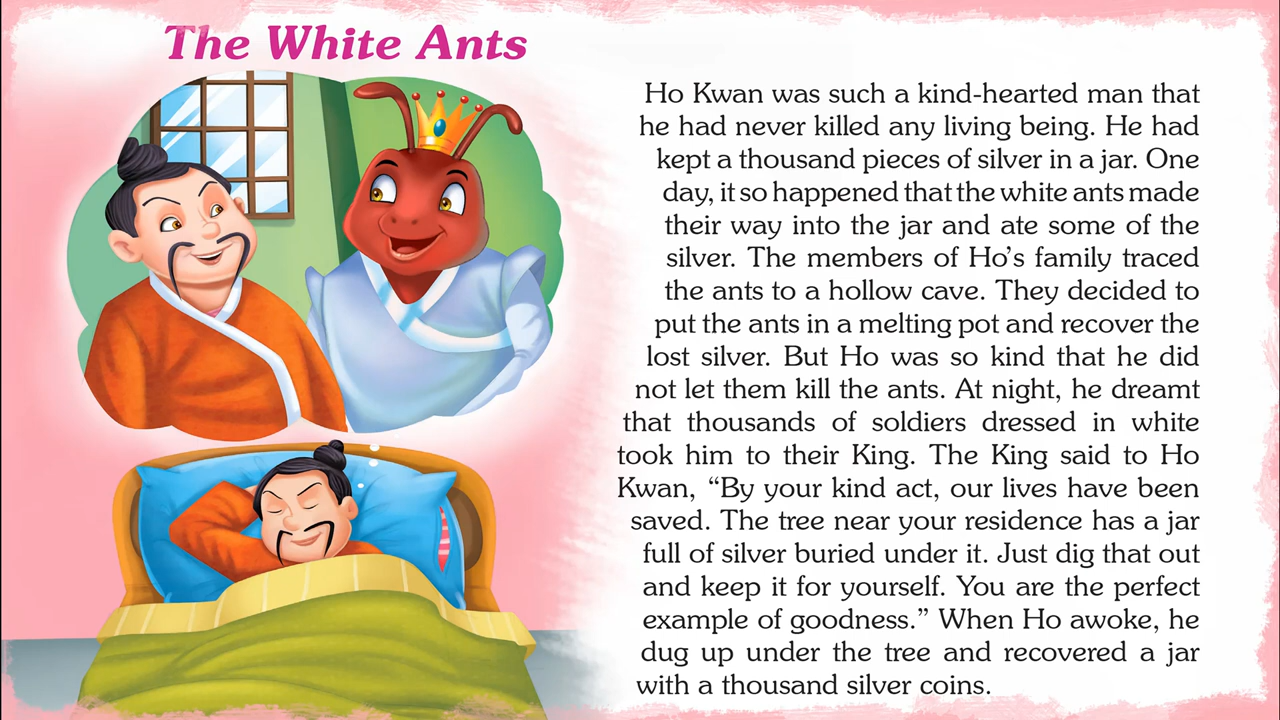 The White Ants
Ho Kwan was such a kind-hearted man that
he had never killed any living being. He had
kept a thousand pieces of silver in a jar. One
day, it so happened that the white ants made
their way into the jar and ate some of the
silver. The members of Ho’s family traced
the ants to a hollow cave. They decided to
put the ants in a melting pot and recover the
lost silver. But Ho was so kind that he did
not let them kill the ants. At night, he dreamt
that thousands of soldiers dressed in white
took him to their King. The King said to Ho
Kwan, “By your kind act, our lives have been
saved. The tree near your residence has a jar
full of silver buried under it. Just dig that out
and keep it for yourself. You are the perfect
example of goodness.” When Ho awoke, he
dug up under the tree and recovered a jar
with a thousand silver coins.